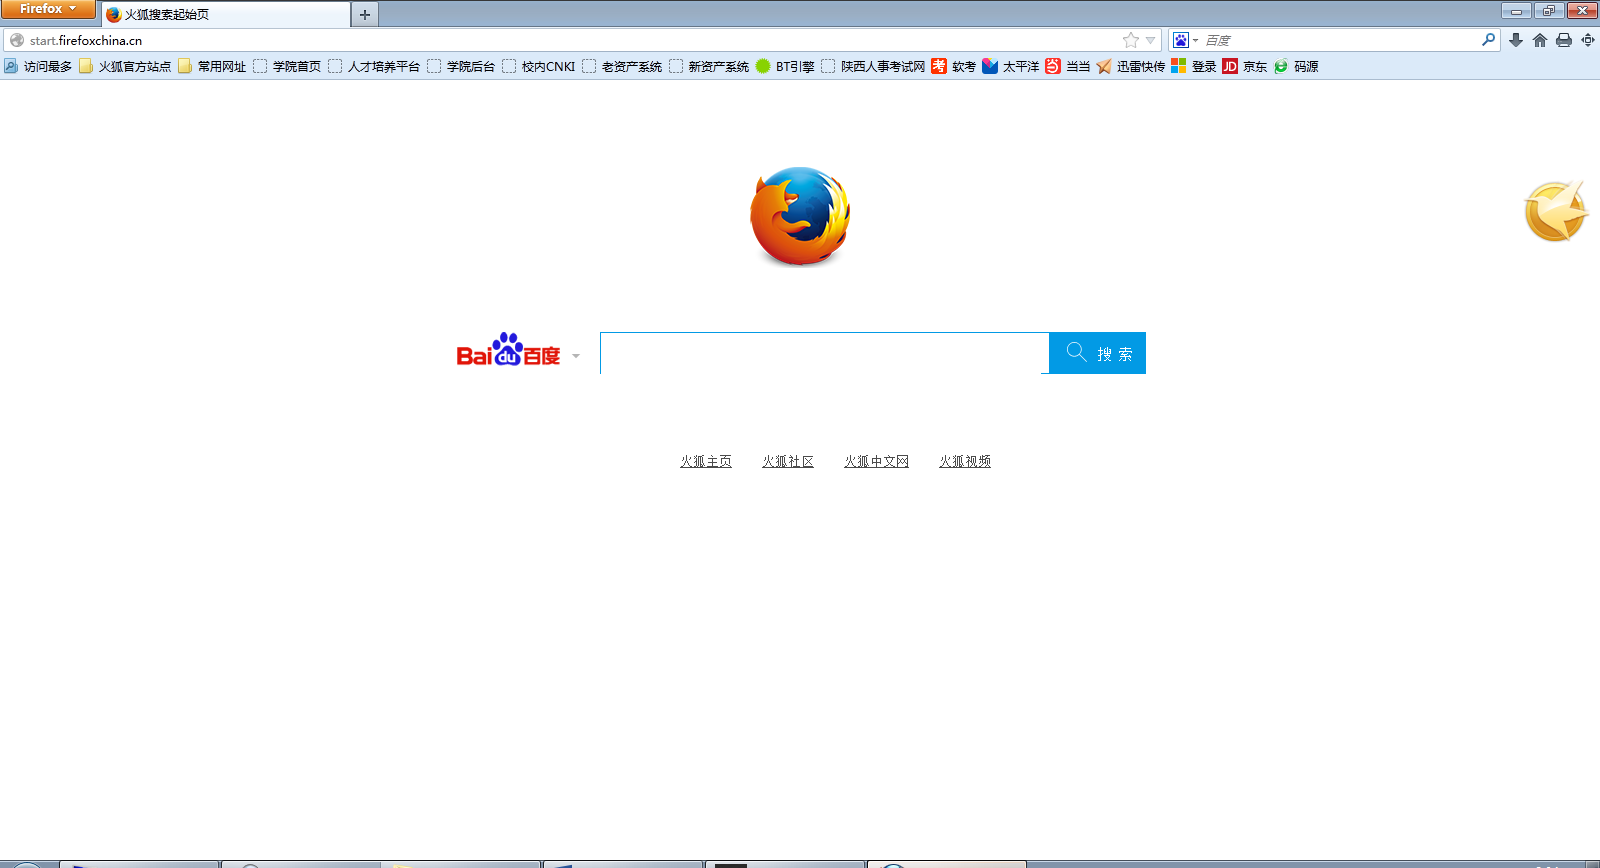 Firefox
火狐搜索起始页
start.firefoxchina.cn
百度
访问最多 火狐官方站点 常用网址 学院首页 人才培养平台 学院后台 校内CNKI 老资产系统 新资产系统 BT引擎 陕西人事考试网 考 软考 太平洋 当 当当 迅雷快传 登录 JD 京东 码源
Bai du 百度
搜 索
火狐主页 火狐社区 火狐中文网 火狐视频